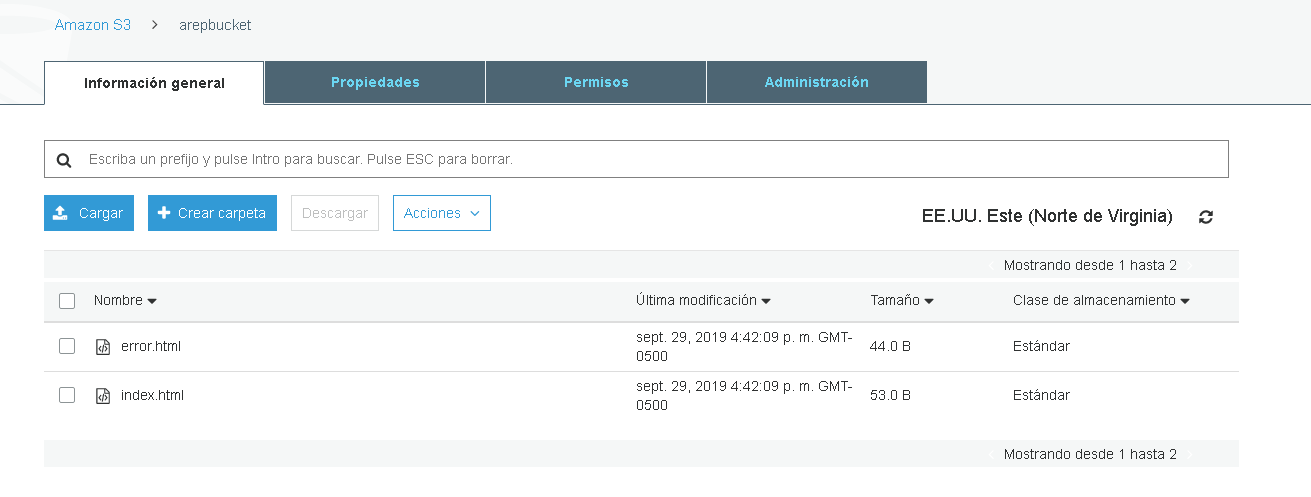 Amazon S3 > arepbucket
Información general Propiedades Permisos Administración
Escriba un prefijo y pulse Intro para buscar. Pulse ESC para borrar.
Cargar + Crear carpeta Descargar Acciones
EE.UU. Este (Norte de Virginia)
Mostrando desde 1 hasta 2
Nombre Última modificación Tamaño Clase de almacenamiento
error.html sept. 29, 2019 4:42:09 p. m. GMT-
0500 44.0 B Estándar
index.html sept. 29, 2019 4:42:09 p. m. GMT-
0500 53.0 B Estándar
Mostrando desde 1 hasta 2